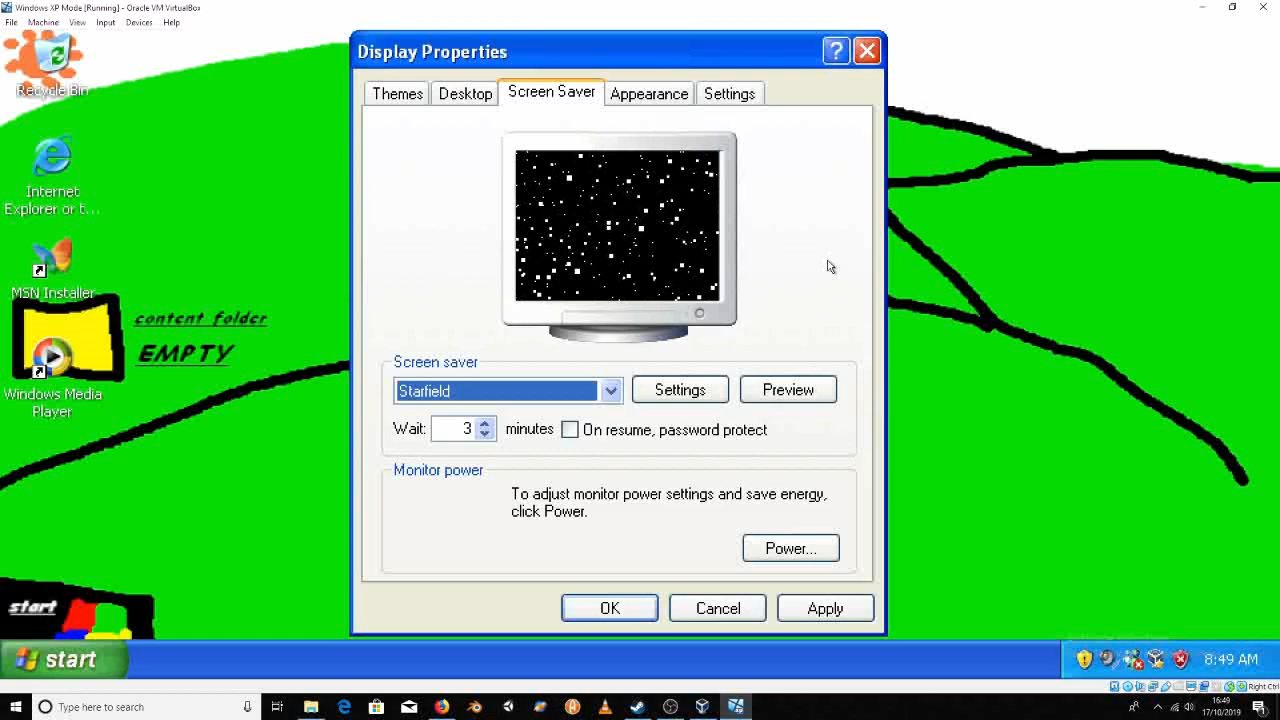 Windows XP Mode [Running] - Oracle VM VirtualBox
File Machine View Input Devices Help
Recycle Bin
Internet
Explorer or t...
MSN Installer
content folder
EMPTY
Windows Media
Player
start
Display Properties
Themes Desktop Screen Saver Appearance Settings
Screen saver
Starfield
Settings
Preview
Wait: 3 minutes On resume, password protect
Monitor power
To adjust monitor power settings and save energy,
click Power.
Power...
OK Cancel Apply
start
8:49 AM
Right Ctrl
Type here to search
16:49
17/10/2019